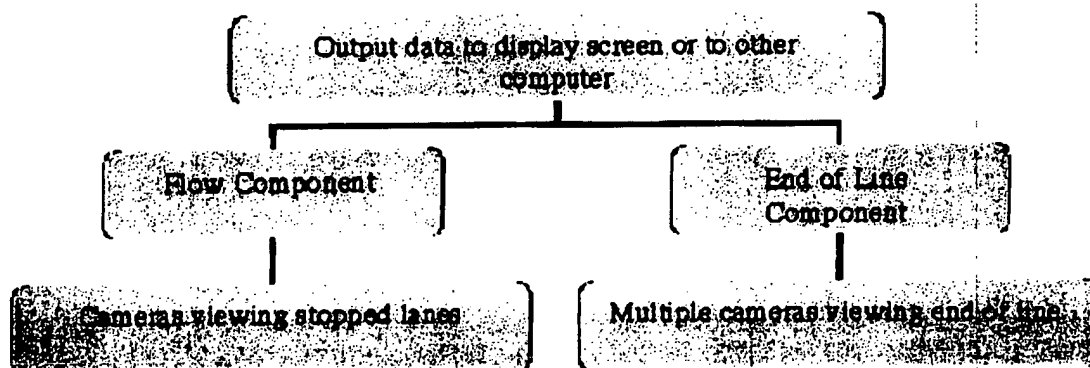 Output data to display screen or to other
computer
Flow Component
End of Line
Component
Cameras viewing stopped lanes
Multiple cameras viewing end of line